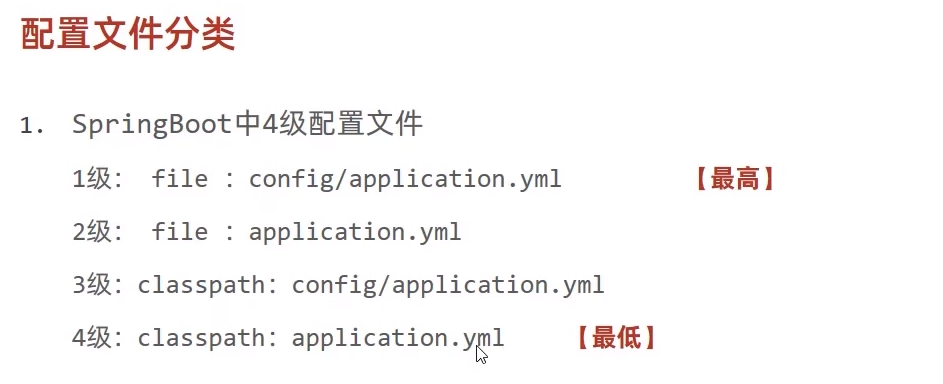 配置文件分类
1. SpringBoot中4级配置文件
1级： file ：config/application.yml 【最高】
2级： file ：application.yml
3级：classpath：config/application.yml
4级：classpath：application.yml 【最低】